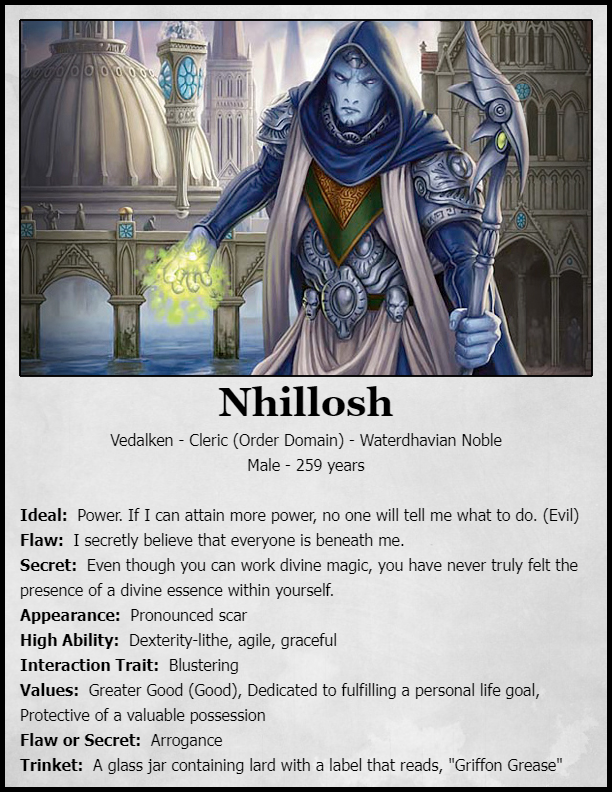 Nhillosh
Vedalken - Cleric (Order Domain) - Waterdhavian Noble
Male - 259 years
Ideal: Power. If I can attain more power, no one will tell me what to do. (Evil)
Flaw: I secretly believe that everyone is beneath me.
Secret: Even though you can work divine magic, you have never truly felt the
presence of a divine essence within yourself.
Appearance: Pronounced scar
High Ability: Dexterity-lithe, agile, graceful
Interaction Trait: Blustering
Values: Greater Good (Good), Dedicated to fulfilling a personal life goal,
Protective of a valuable possession
Flaw or Secret: Arrogance
Trinket: A glass jar containing lard with a label that reads, "Griffon Grease"